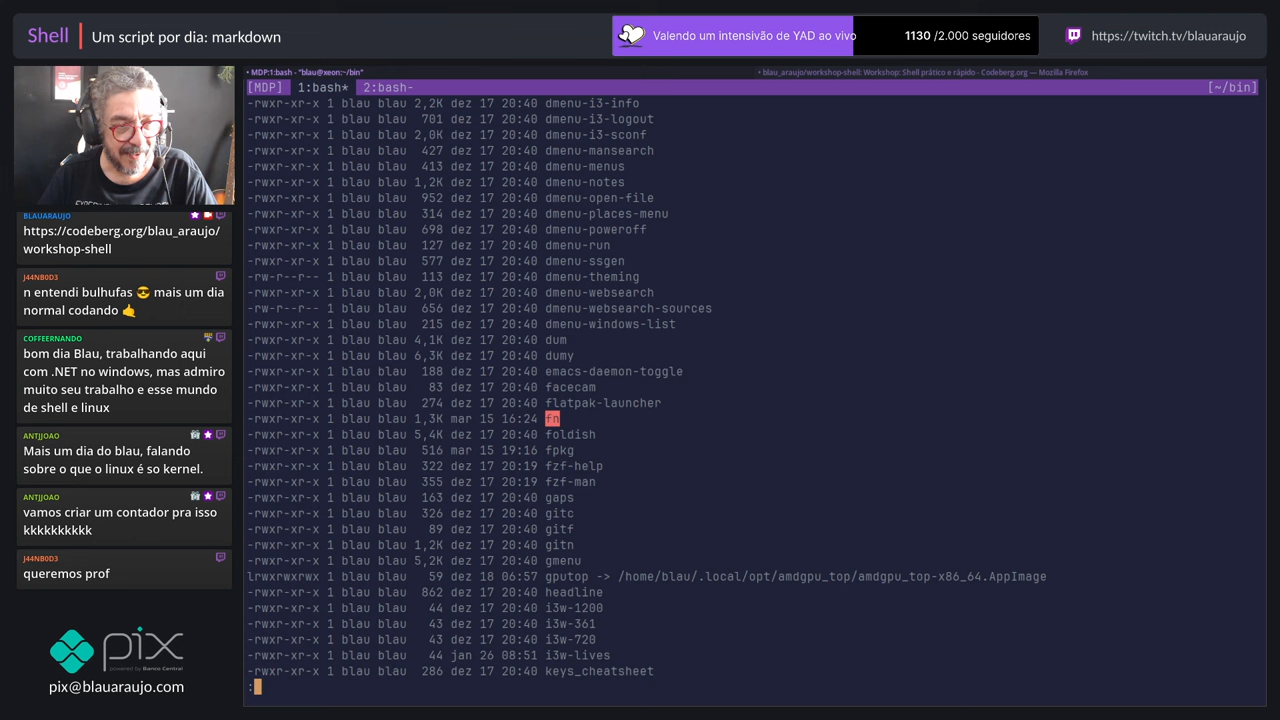 Shell
Um script por dia: markdown
Valendo um intensivão de YAD ao vivo
1130 /2.000 seguidores
https://twitch.tv/blauaraujo
• MDP:1:bash - "blau@xeon:~/bin"
• blau_araujo/workshop-shell: Workshop: Shell prático e rápido - Codeberg.org — Mozilla Firefox
[MDP] 1:bash* 2:bash- [~/bin]
-rwxr-xr-x 1 blau blau 2,2K dez 17 20:40 dmenu-i3-info
-rwxr-xr-x 1 blau blau 701 dez 17 20:40 dmenu-i3-logout
-rwxr-xr-x 1 blau blau 2,0K dez 17 20:40 dmenu-i3-sconf
-rwxr-xr-x 1 blau blau 427 dez 17 20:40 dmenu-mansearch
-rwxr-xr-x 1 blau blau 413 dez 17 20:40 dmenu-menus
-rwxr-xr-x 1 blau blau 1,2K dez 17 20:40 dmenu-notes
-rwxr-xr-x 1 blau blau 952 dez 17 20:40 dmenu-open-file
-rwxr-xr-x 1 blau blau 314 dez 17 20:40 dmenu-places-menu
-rwxr-xr-x 1 blau blau 698 dez 17 20:40 dmenu-poweroff
-rwxr-xr-x 1 blau blau 127 dez 17 20:40 dmenu-run
-rwxr-xr-x 1 blau blau 577 dez 17 20:40 dmenu-ssgen
-rw-r--r-- 1 blau blau 113 dez 17 20:40 dmenu-theming
-rwxr-xr-x 1 blau blau 2,0K dez 17 20:40 dmenu-websearch
-rw-r--r-- 1 blau blau 656 dez 17 20:40 dmenu-websearch-sources
-rwxr-xr-x 1 blau blau 215 dez 17 20:40 dmenu-windows-list
-rwxr-xr-x 1 blau blau 4,1K dez 17 20:40 dum
-rwxr-xr-x 1 blau blau 6,3K dez 17 20:40 dumy
-rwxr-xr-x 1 blau blau 188 dez 17 20:40 emacs-daemon-toggle
-rwxr-xr-x 1 blau blau 83 dez 17 20:40 facecam
-rwxr-xr-x 1 blau blau 274 dez 17 20:40 flatpak-launcher
-rwxr-xr-x 1 blau blau 1,3K mar 15 16:24 fn
-rwxr-xr-x 1 blau blau 5,4K dez 17 20:40 foldish
-rwxr-xr-x 1 blau blau 516 mar 15 19:16 fpkg
-rwxr-xr-x 1 blau blau 322 dez 17 20:19 fzf-help
-rwxr-xr-x 1 blau blau 355 dez 17 20:19 fzf-man
-rwxr-xr-x 1 blau blau 163 dez 17 20:40 gaps
-rwxr-xr-x 1 blau blau 326 dez 17 20:40 gitc
-rwxr-xr-x 1 blau blau 89 dez 17 20:40 gitf
-rwxr-xr-x 1 blau blau 1,2K dez 17 20:40 gitn
-rwxr-xr-x 1 blau blau 5,2K dez 17 20:40 gmenu
lrwxrwxrwx 1 blau blau 59 dez 18 06:57 gputop -> /home/blau/.local/opt/amdgpu_top/amdgpu_top-x86_64.AppImage
-rwxr-xr-x 1 blau blau 862 dez 17 20:40 headline
-rwxr-xr-x 1 blau blau 44 dez 17 20:40 i3w-1200
-rwxr-xr-x 1 blau blau 43 dez 17 20:40 i3w-361
-rwxr-xr-x 1 blau blau 43 dez 17 20:40 i3w-720
-rwxr-xr-x 1 blau blau 44 jan 26 08:51 i3w-lives
-rwxr-xr-x 1 blau blau 286 dez 17 20:40 keys_cheatsheet
:
BLAUARAUJO
https://codeberg.org/blau_araujo/
workshop-shell
J44NB0D3
n entendi bulhufas 😎 mais um dia
normal codando 🤙
COFFEERNANDO
bom dia Blau, trabalhando aqui
com .NET no windows, mas admiro
muito seu trabalho e esse mundo
de shell e linux
ANTJJOAO
Mais um dia do blau, falando
sobre o que o linux é so kernel.
ANTJJOAO
vamos criar um contador pra isso
kkkkkkkkkk
J44NB0D3
queremos prof
pix
powered by Banco Central
pix@blauaraujo.com